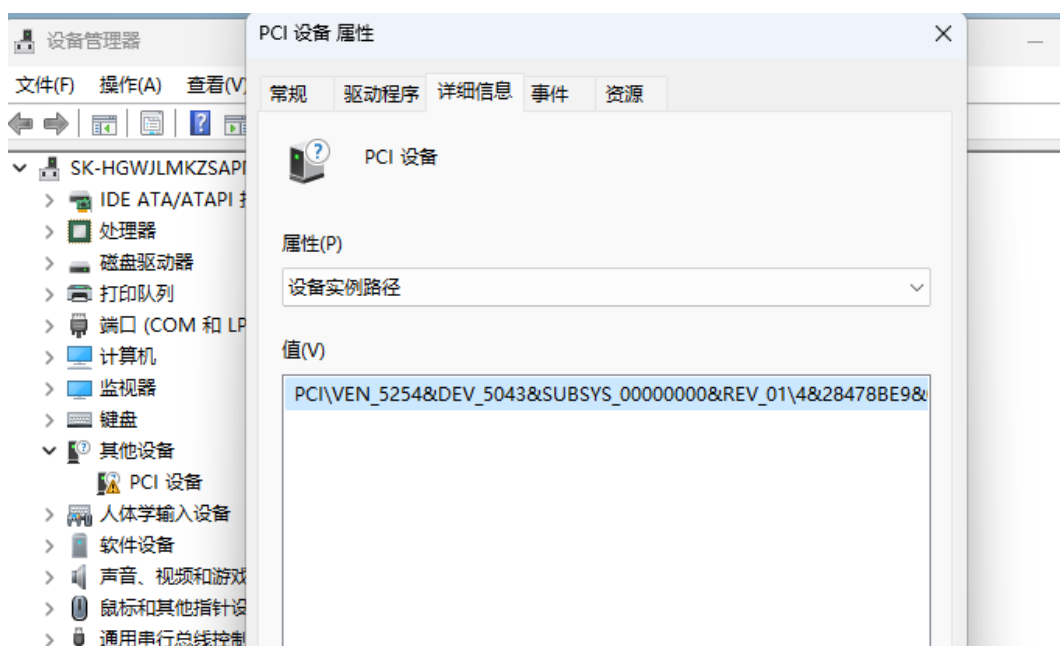 设备管理器
PCI 设备 属性
文件(F) 操作(A) 查看(V)
常规 驱动程序 详细信息 事件 资源
PCI 设备
SK-HGWJLMKZSAP
IDE ATA/ATAPI
处理器
磁盘驱动器
打印队列
端口 (COM 和 LP
计算机
监视器
键盘
其他设备
PCI 设备
人体学输入设备
软件设备
声音、视频和游戏
鼠标和其他指针设
通用串行总线控制
属性(P)
设备实例路径
值(V)
PCI\VEN_5254&DEV_5043&SUBSYS_00000000&REV_01\4&28478BE9&